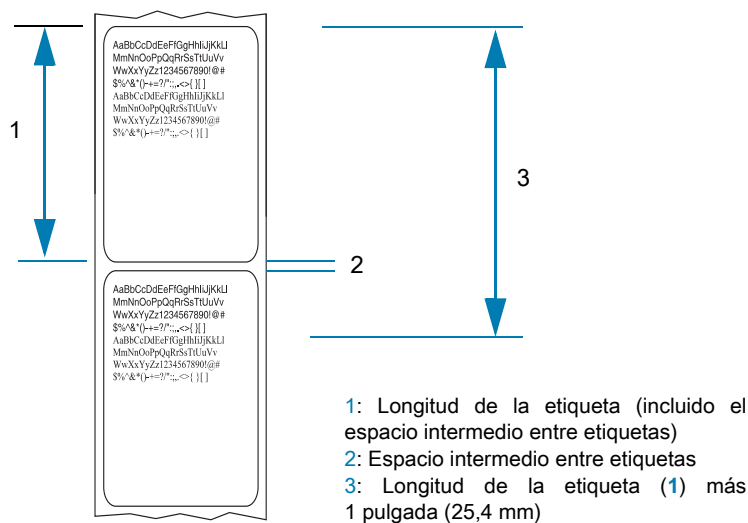 AaBbCcDdEeFfGgHhIiJjKkLl
MmNnOoPpQqRrSsTtUuVv
WwXxYyZz1234567890!@#
$%^&*()-+=?/":;,.<>{ }[ ]
AaBbCcDdEeFfGgHhIiJjKkLl
MmNnOoPpQqRrSsTtUuVv
WwXxYyZz1234567890!@#
$%^&*()-+=?/":;,.<>{ }[ ]
1
3
2
AaBbCcDdEeFfGgHhIiJjKkLl
MmNnOoPpQqRrSsTtUuVv
WwXxYyZz1234567890!@#
$%^&*()-+=?/":;,.<>{ }[ ]
AaBbCcDdEeFfGgHhIiJjKkLl
MmNnOoPpQqRrSsTtUuVv
WwXxYyZz1234567890!@#
$%^&*()-+=?/":;,.<>{ }[ ]
1: Longitud de la etiqueta (incluido el
espacio intermedio entre etiquetas)
2: Espacio intermedio entre etiquetas
3: Longitud de la etiqueta (1) más
1 pulgada (25,4 mm)